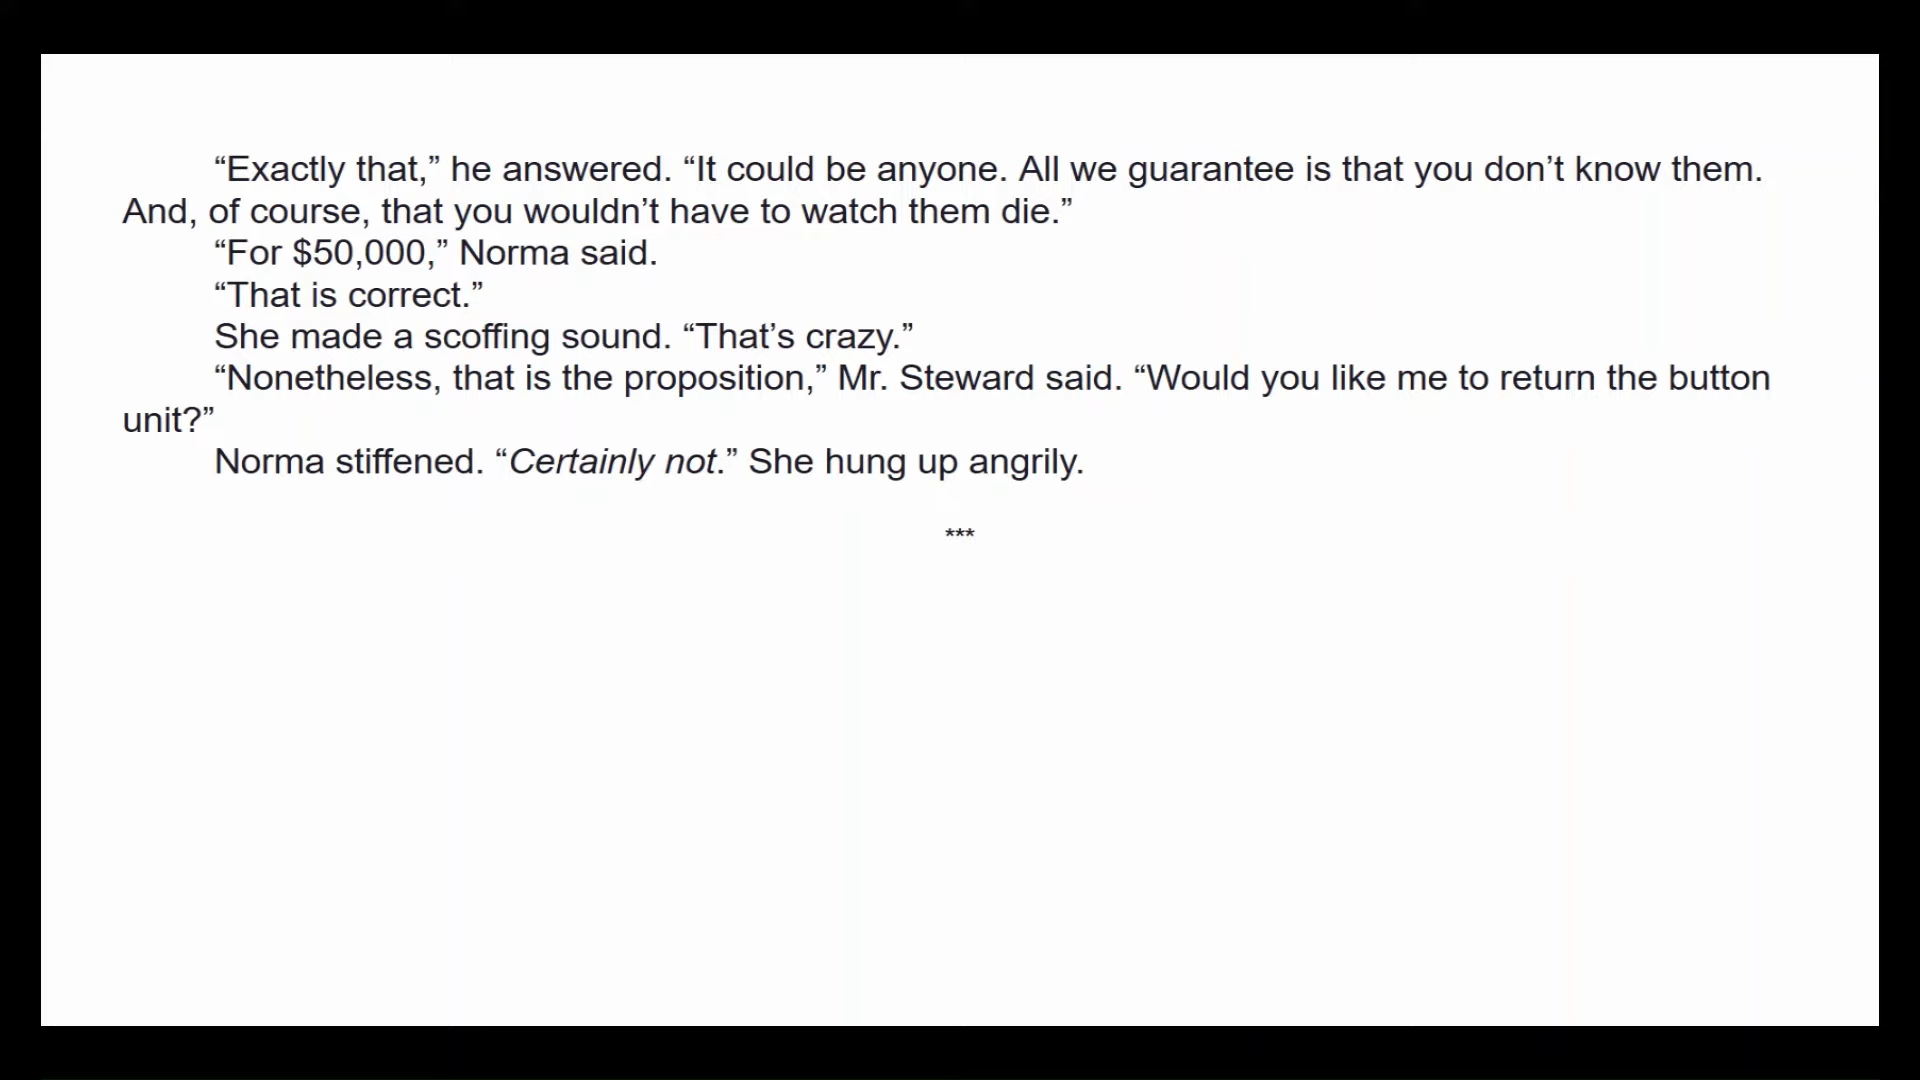 “Exactly that,” he answered. “It could be anyone. All we guarantee is that you don’t know them.
And, of course, that you wouldn’t have to watch them die.”
“For $50,000,” Norma said.
“That is correct.”
She made a scoffing sound. “That’s crazy.”
“Nonetheless, that is the proposition,” Mr. Steward said. “Would you like me to return the button
unit?”
Norma stiffened. “Certainly not.” She hung up angrily.
***